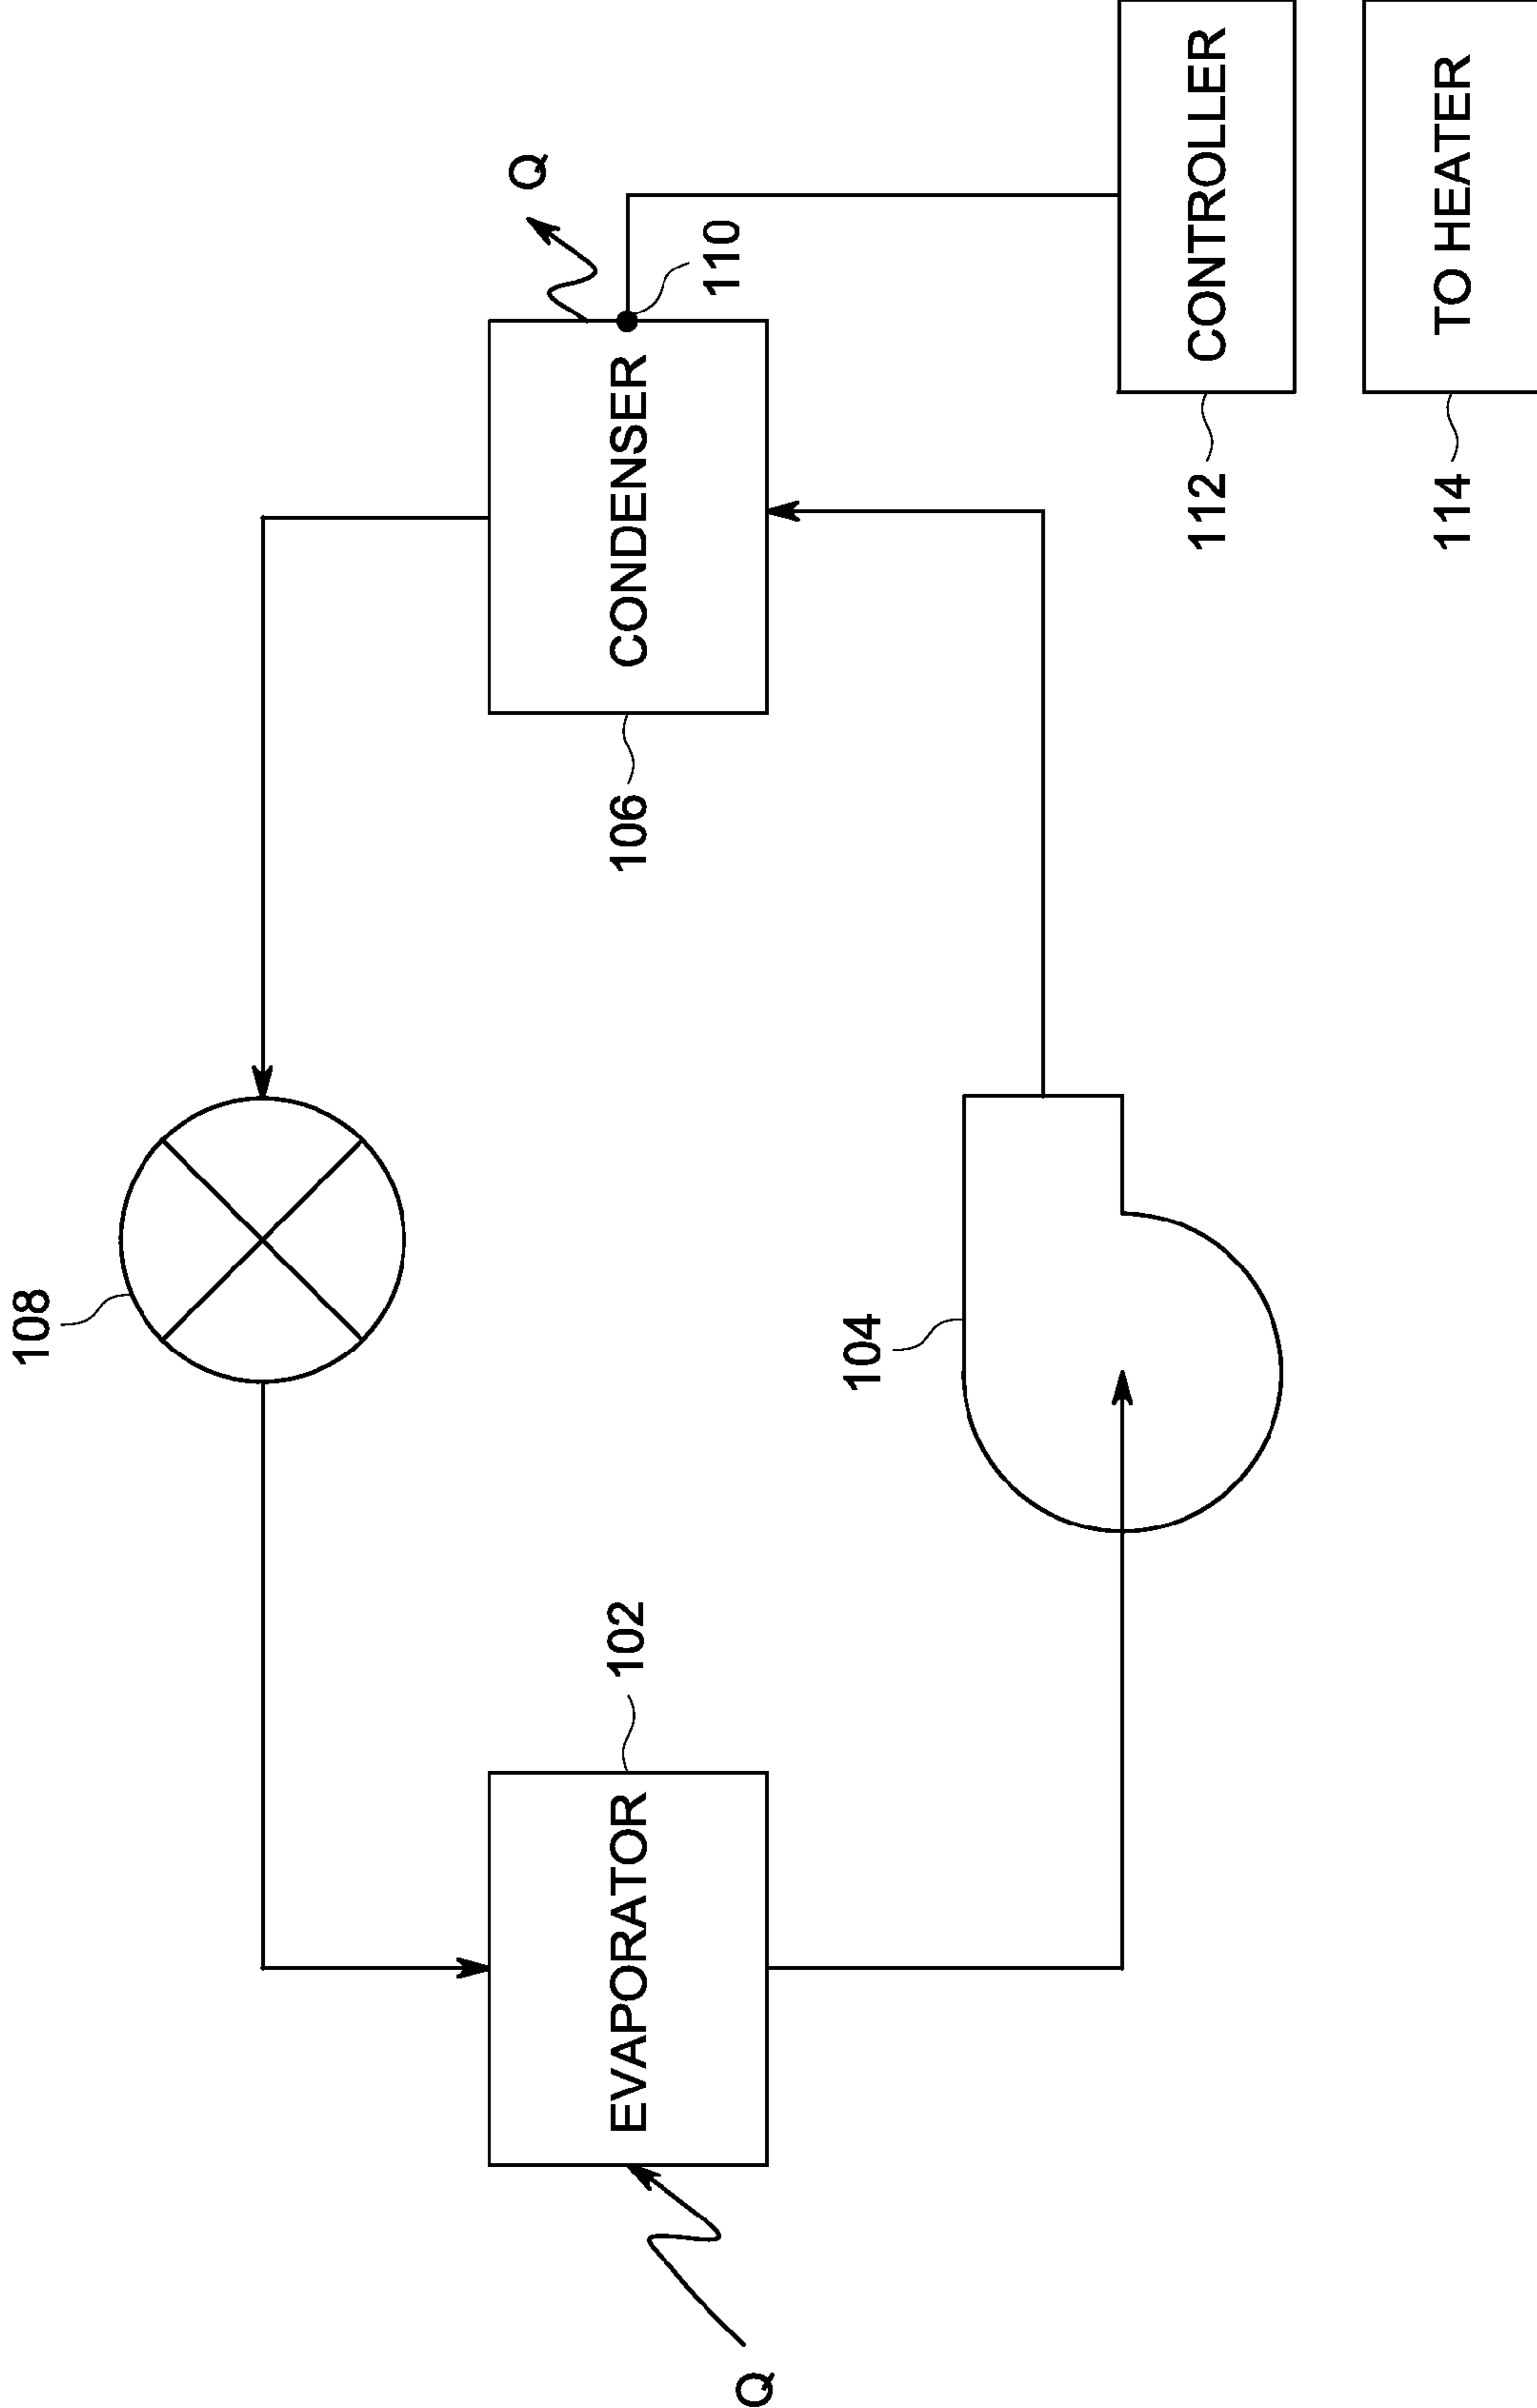 108
EVAPORATOR
102
Q
104
CONDENSER
106
Q
110
CONTROLLER
112
TO HEATER
114